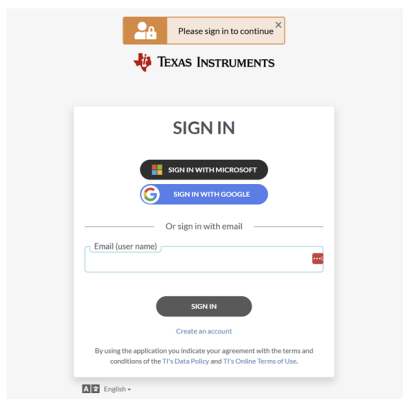 Please sign in to continue
TEXAS INSTRUMENTS
SIGN IN
SIGN IN WITH MICROSOFT
SIGN IN WITH GOOGLE
Or sign in with email
Email (user name)
SIGN IN
Create an account
By using the application you indicate your agreement with the terms and
conditions of the TI's Data Policy and TI's Online Terms of Use.
English